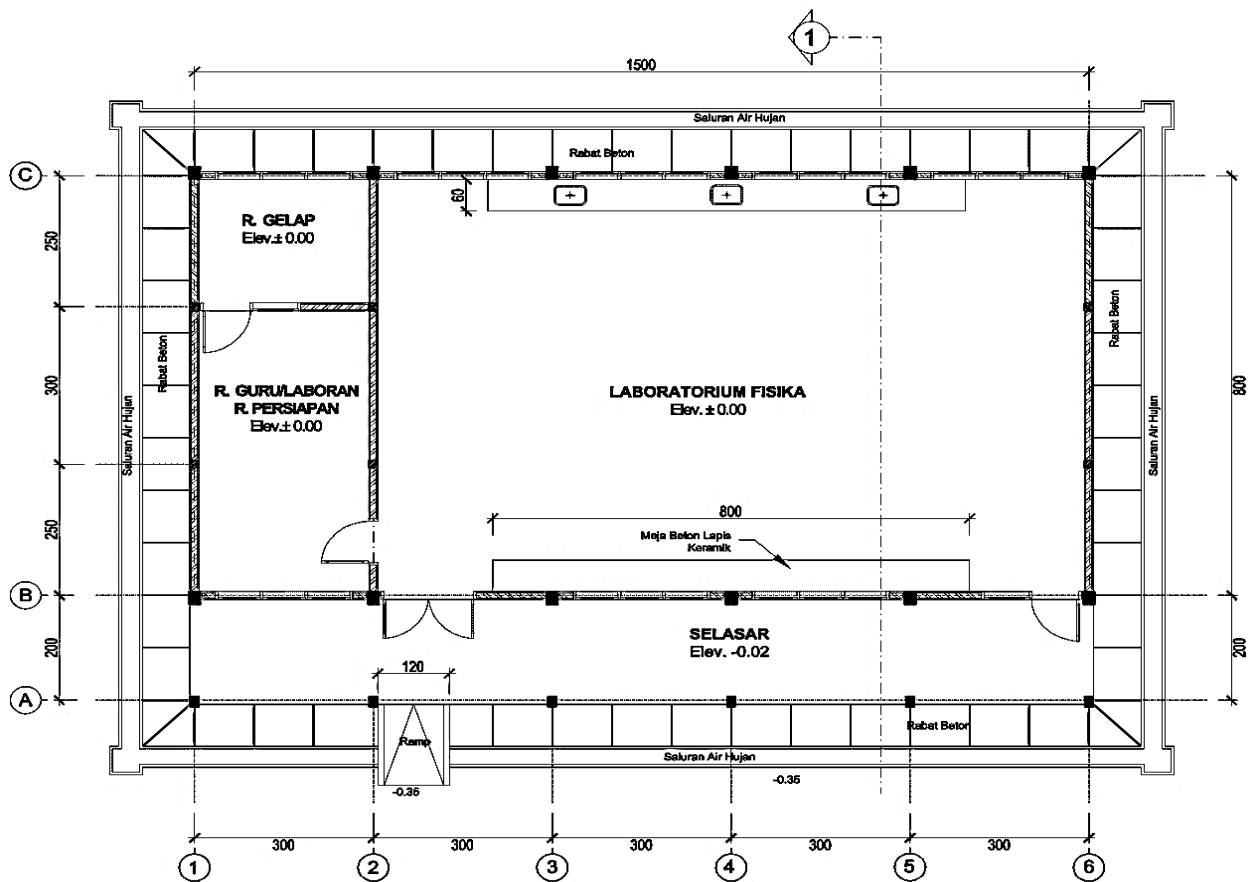 1
1500
Saluran Air Hujan
Rabat Beton
C
60
R. GELAP
Elev.± 0.00
250
Rabat Beton
Rabat Beton
300
R. GURU/LABORAN
R. PERSIAPAN
Elev.± 0.00
LABORATORIUM FISIKA
Elev. ± 0.00
800
Saluran Air Hujan
Saluran Air Hujan
250
800
Meja Beton Lapis
Keramik
B
200
SELASAR
Elev. -0.02
200
120
A
Ramp
Rabat Beton
Saluran Air Hujan
-0.35
-0.35
300
300
300
300
300
1
2
3
4
5
6